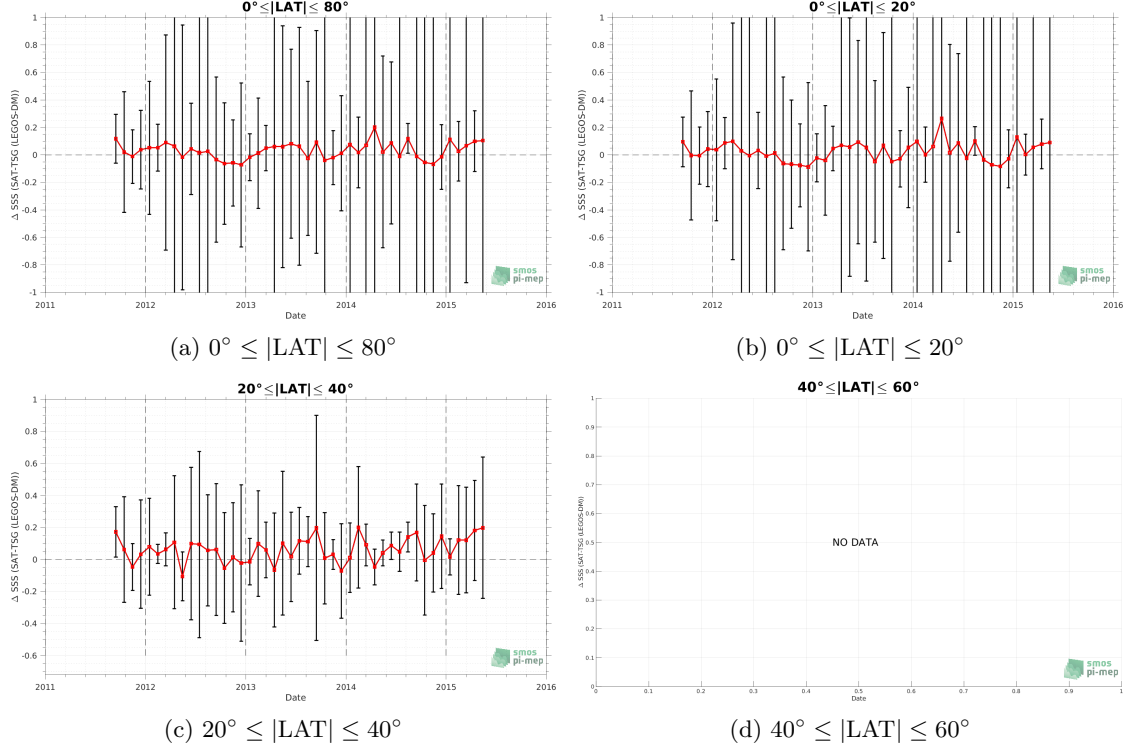 0°≤|LAT|≤ 80°
Δ SSS (SAT-TSG (LEGOS-DM))
1
0.8
0.6
0.4
0.2
0
-0.2
-0.4
-0.6
-0.8
-1
2011 2012 2013 2014 2015 2016
Date
smos
pi-mep
(a) 0° ≤ |LAT| ≤ 80°
0°≤|LAT|≤ 20°
Δ SSS (SAT-TSG (LEGOS-DM))
1
0.8
0.6
0.4
0.2
0
-0.2
-0.4
-0.6
-0.8
-1
2011 2012 2013 2014 2015 2016
Date
smos
pi-mep
(b) 0° ≤ |LAT| ≤ 20°
20°≤|LAT|≤ 40°
Δ SSS (SAT-TSG (LEGOS-DM))
1
0.8
0.6
0.4
0.2
0
-0.2
-0.4
-0.6
2011 2012 2013 2014 2015 2016
Date
smos
pi-mep
(c) 20° ≤ |LAT| ≤ 40°
40°≤|LAT|≤ 60°
Δ SSS (SAT-TSG (LEGOS-DM))
1
0.9
0.8
0.7
0.6
0.5
0.4
0.3
0.2
0.1
0
NO DATA
0 0.1 0.2 0.3 0.4 0.5 0.6 0.7 0.8 0.9 1
Date
smos
pi-mep
(d) 40° ≤ |LAT| ≤ 60°